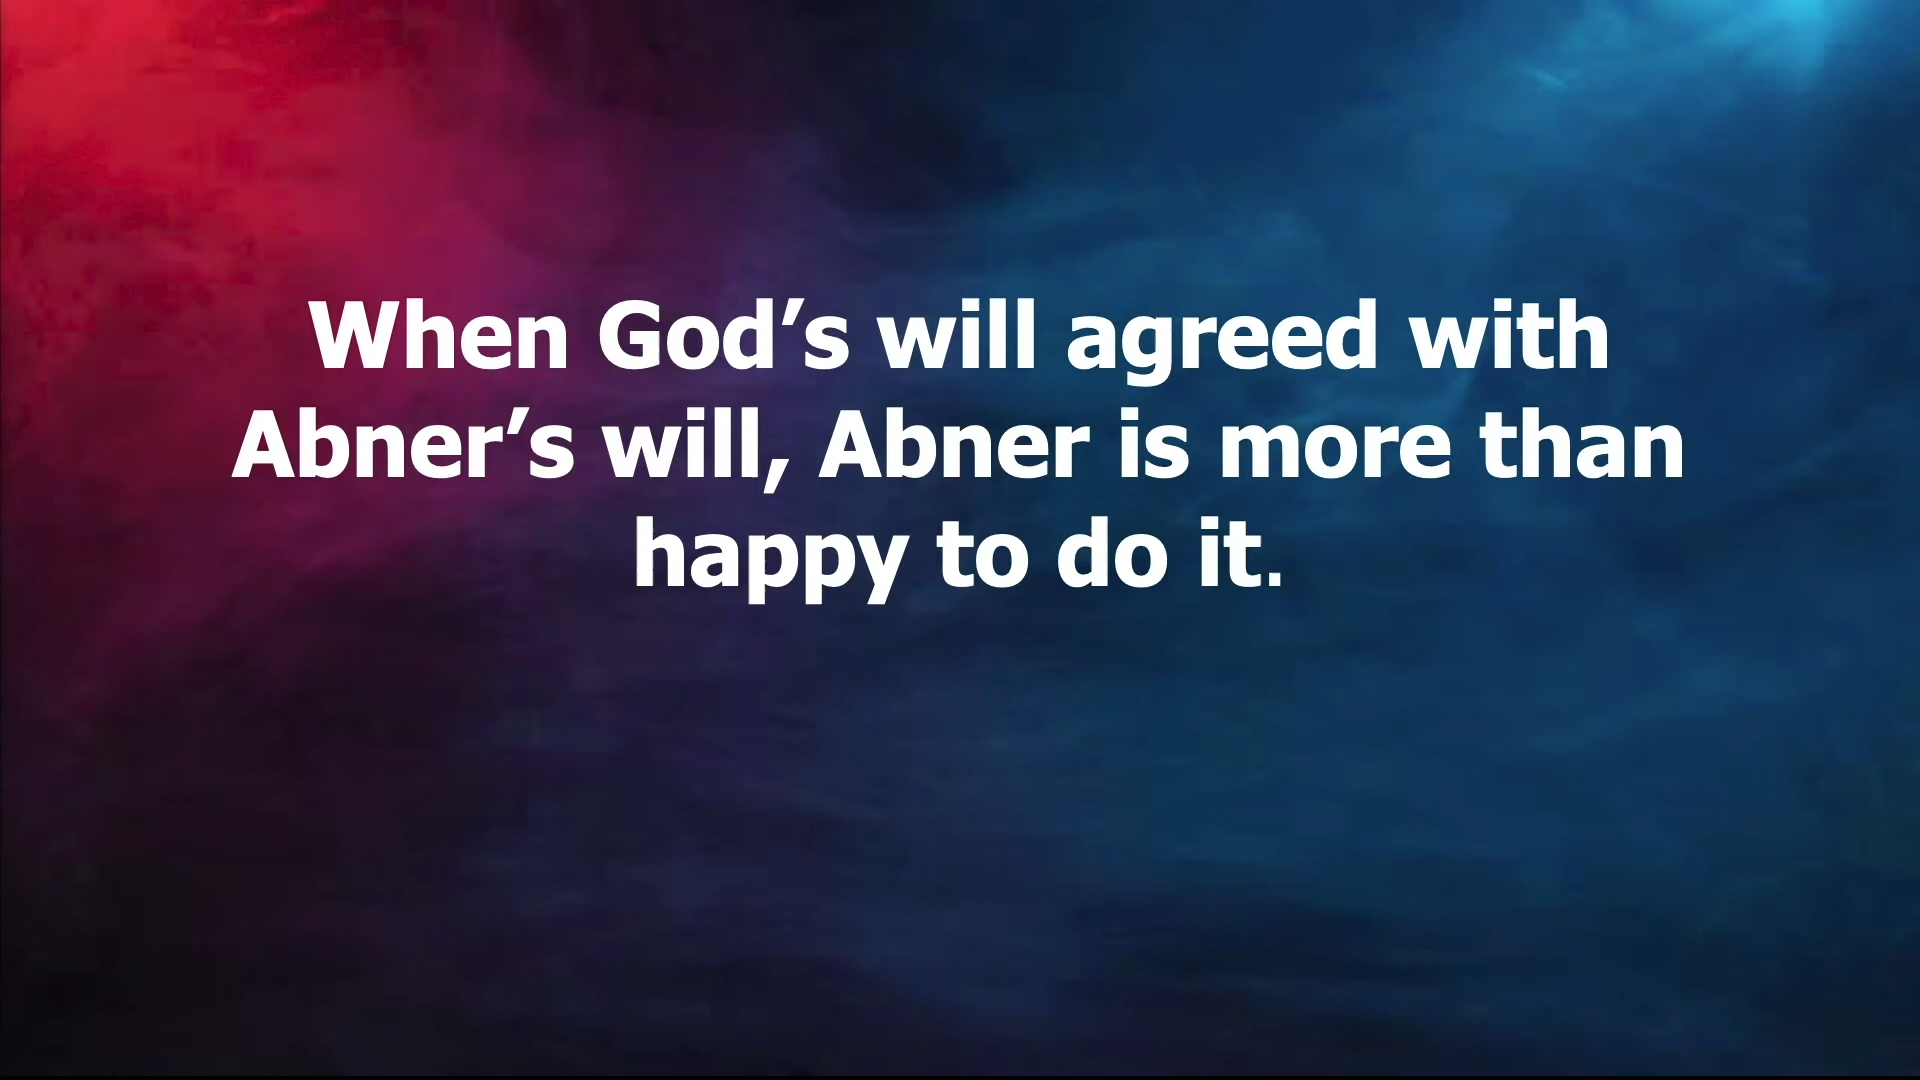 When God’s will agreed with
Abner’s will, Abner is more than
happy to do it.